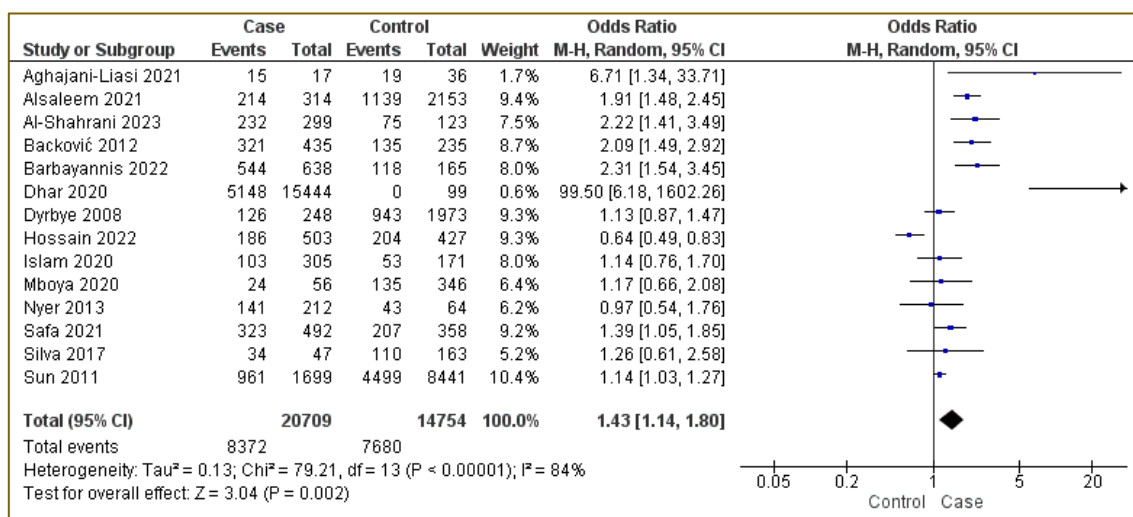 Case Control Odds Ratio Odds Ratio
Study or Subgroup Events Total Events Total Weight M-H, Random, 95% CI M-H, Random, 95% CI
Aghajani-Liasi 2021 15 17 19 36 1.7% 6.71 [1.34, 33.71]
Alsaleem 2021 214 314 1139 2153 9.4% 1.91 [1.48, 2.45]
Al-Shahrani 2023 232 299 75 123 7.5% 2.22 [1.41, 3.49]
Backović 2012 321 435 135 235 8.9% 2.09 [1.49, 2.92]
Barbayannis 2022 544 638 118 165 8.0% 2.31 [1.54, 3.45]
Dhar 2020 5148 15444 0 99 0.6% 99.50 [6.18, 1602.26]
Dyrbye 2008 126 248 943 1973 9.3% 1.13 [0.87, 1.47]
Hossain 2022 186 503 204 427 9.3% 0.64 [0.49, 0.83]
Islam 2020 103 305 53 171 8.0% 1.14 [0.76, 1.70]
Mboya 2020 24 56 135 346 6.2% 1.17 [0.66, 2.08]
Nyer 2013 141 212 43 64 6.1% 0.97 [0.54, 1.76]
Safa 2021 323 492 207 358 9.2% 1.39 [1.05, 1.85]
Silva 2017 34 47 110 163 5.2% 1.26 [0.61, 2.58]
Sun 2011 961 1699 4499 8441 10.4% 1.14 [1.03, 1.27]
Total (95% CI) 20709 14754 100.0% 1.43 [1.14, 1.80]
Total events 8372 7680
Heterogeneity: Tau² = 0.13; Chi² = 79.21, df = 13 (P < 0.00001); I² = 84%
Test for overall effect: Z = 3.04 (P = 0.002)
0.05 0.2 1 5 20
Control Case